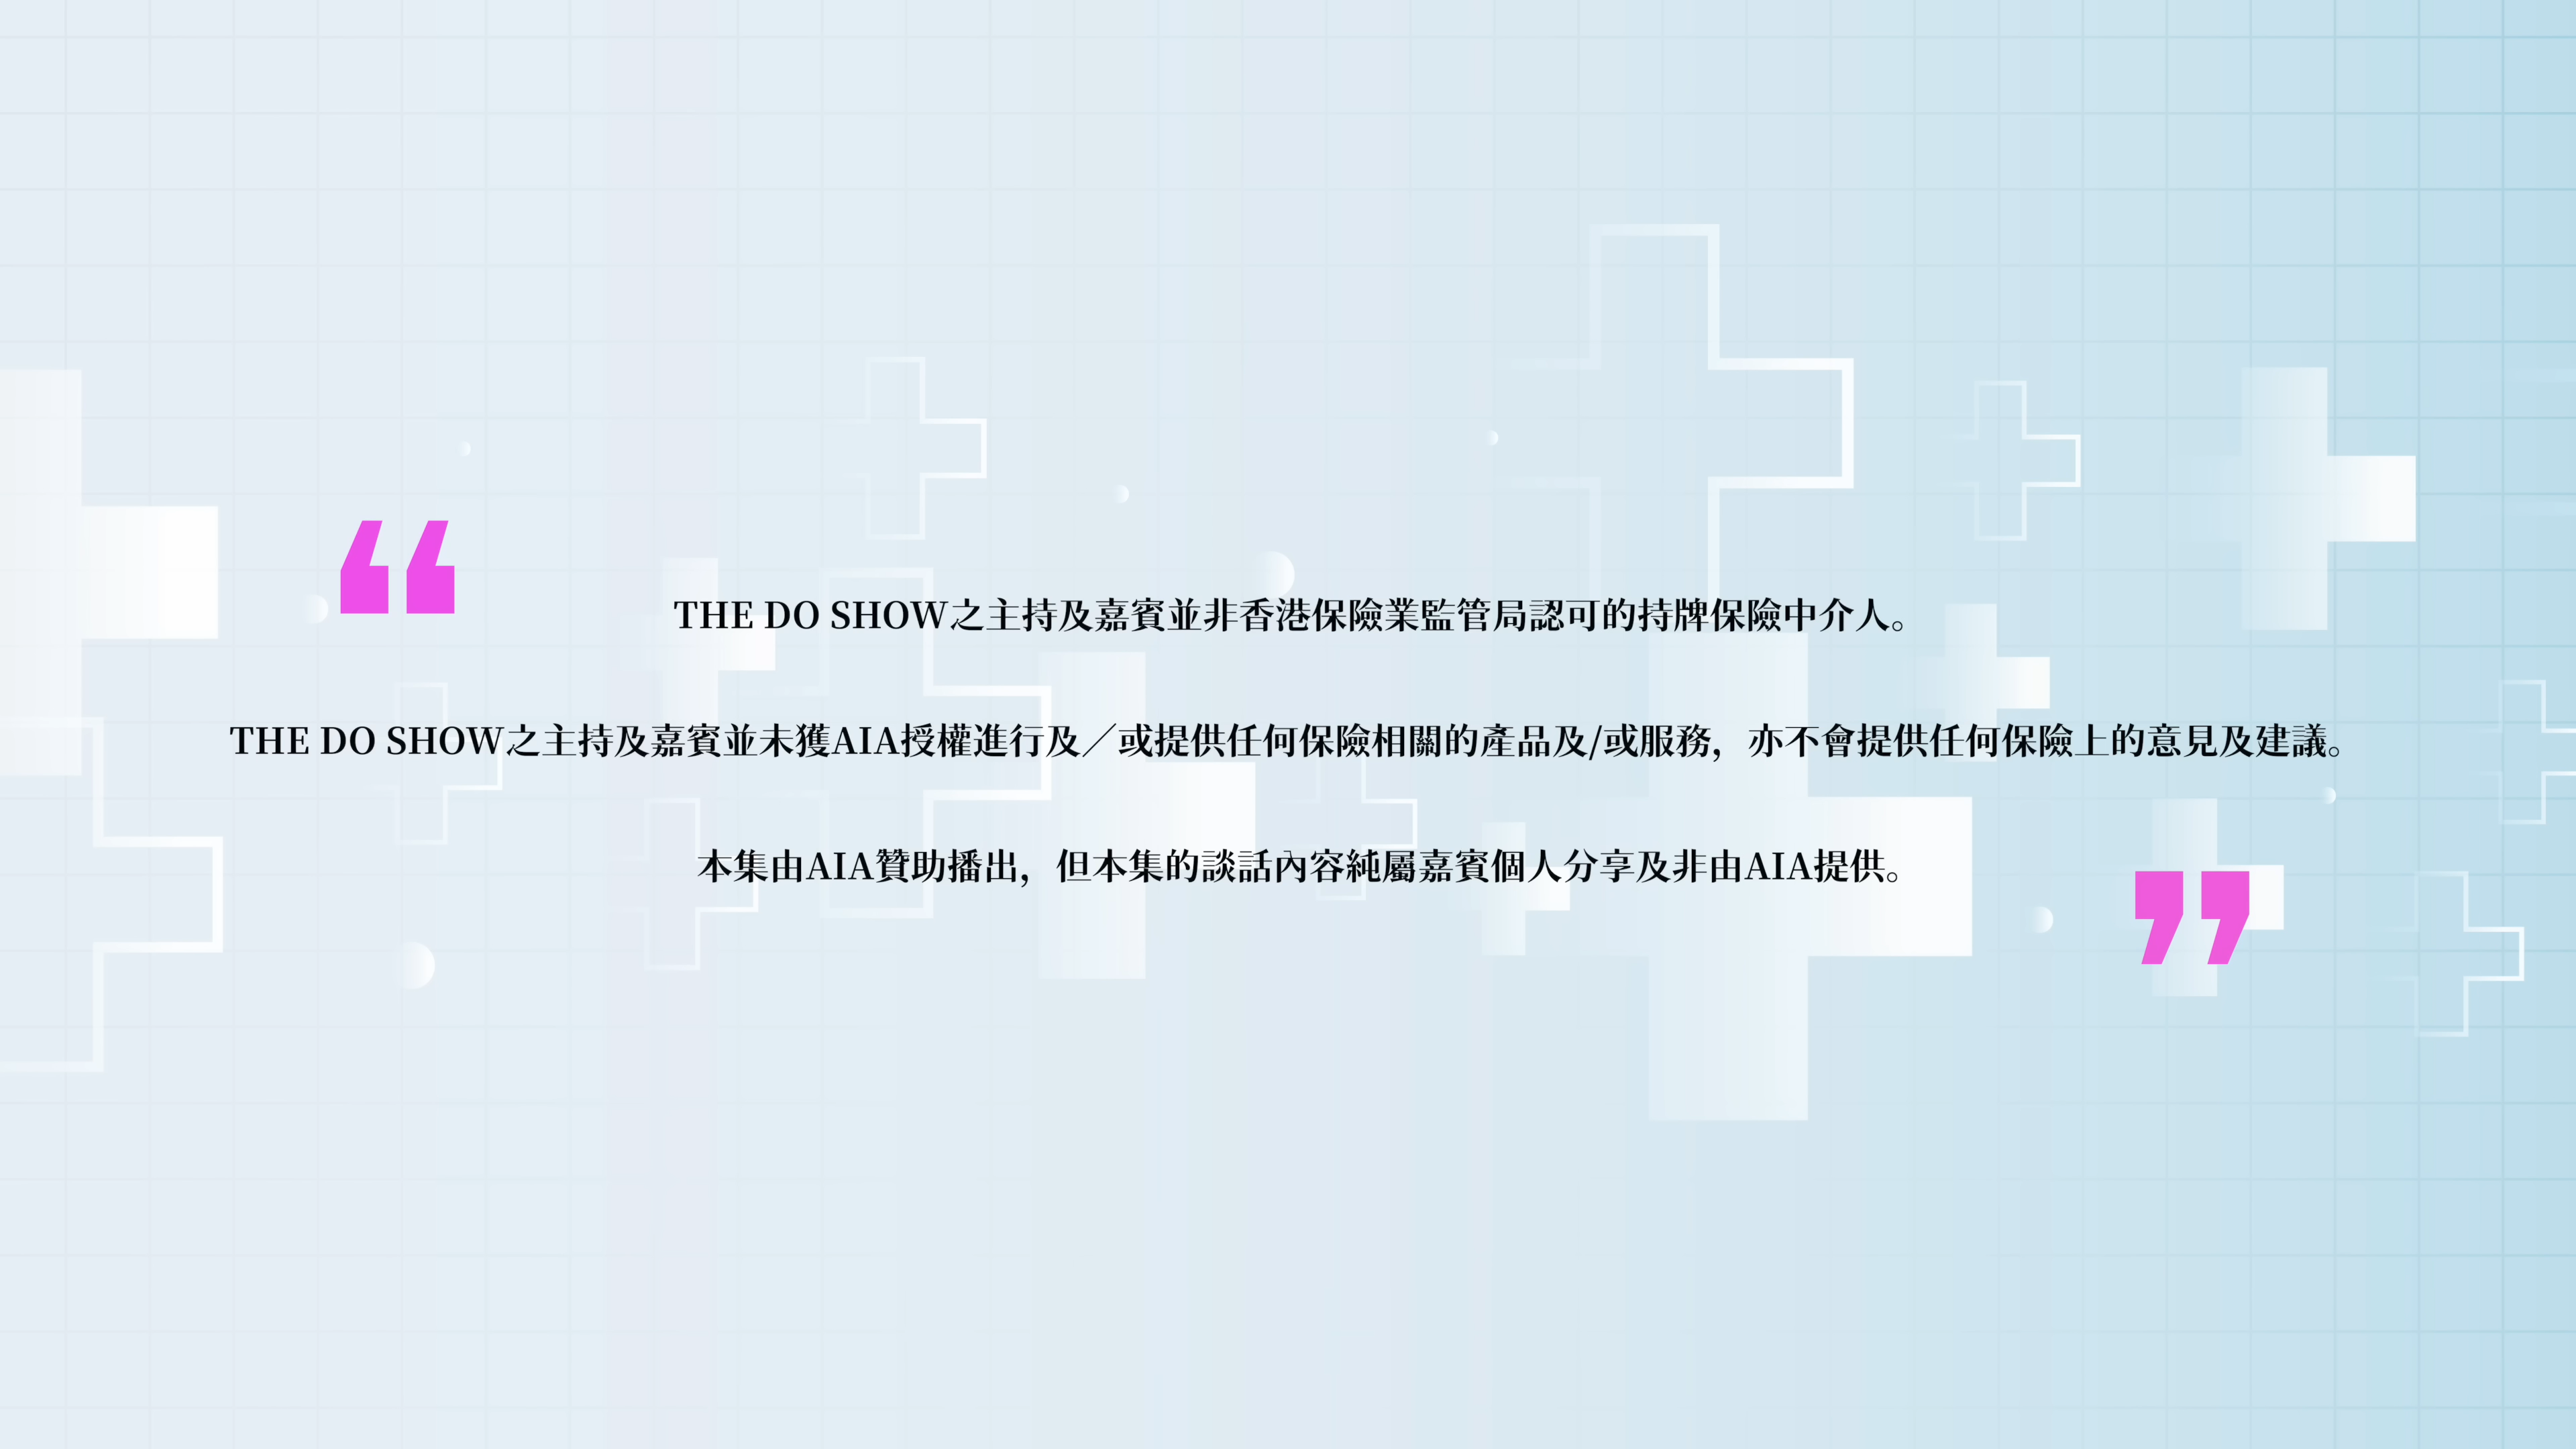 THE DO SHOW之主持及嘉賓並非香港保險業監管局認可的持牌保險中介人。
THE DO SHOW之主持及嘉賓並未獲AIA授權進行及／或提供任何保險相關的產品及/或服務，亦不會提供任何保險上的意見及建議。
本集由AIA贊助播出，但本集的談話內容純屬嘉賓個人分享及非由AIA提供。